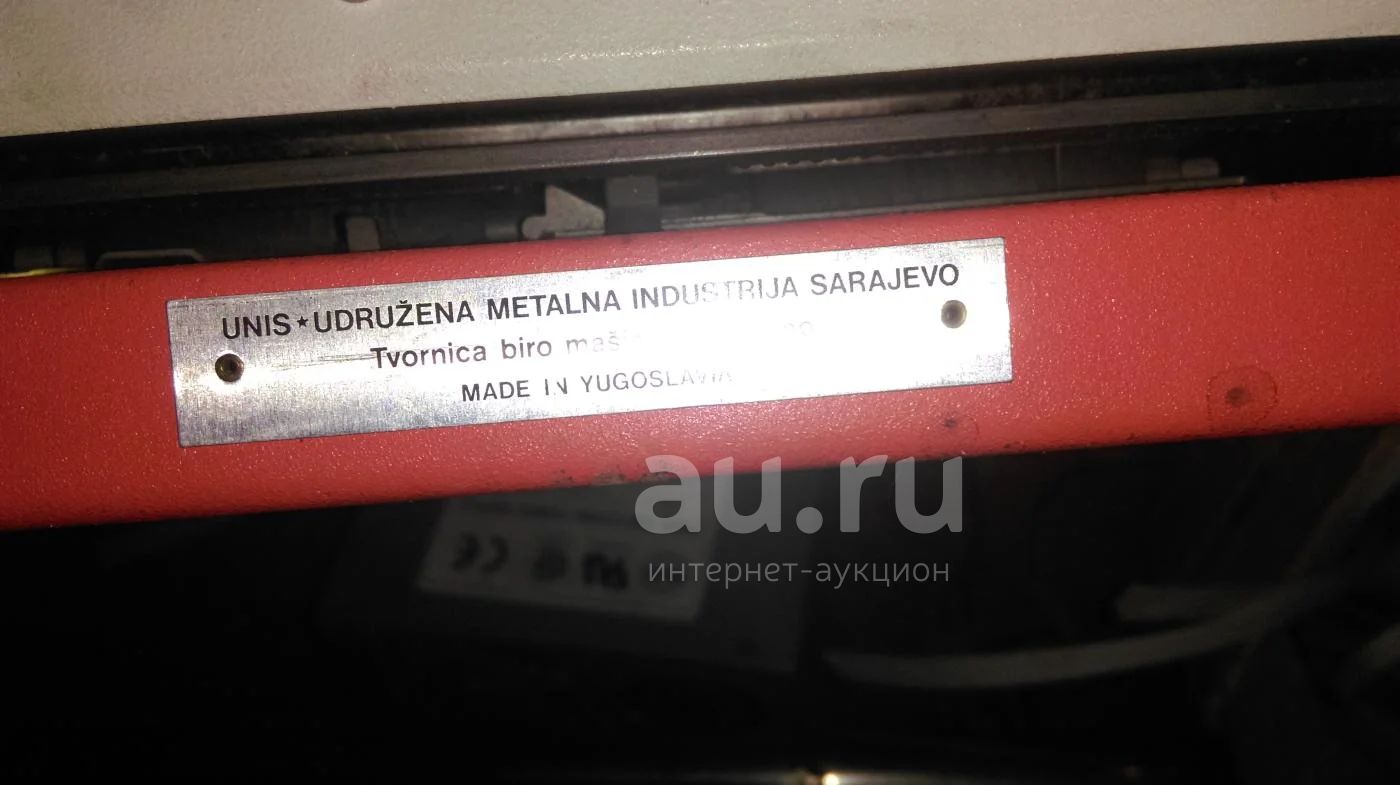 UNIS ★ UDRUŽENA METALNA INDUSTRIJA SARAJEVO
Tvornica biro
MADE IN YUGOSLAVIA
au.ru
интернет-аукцион